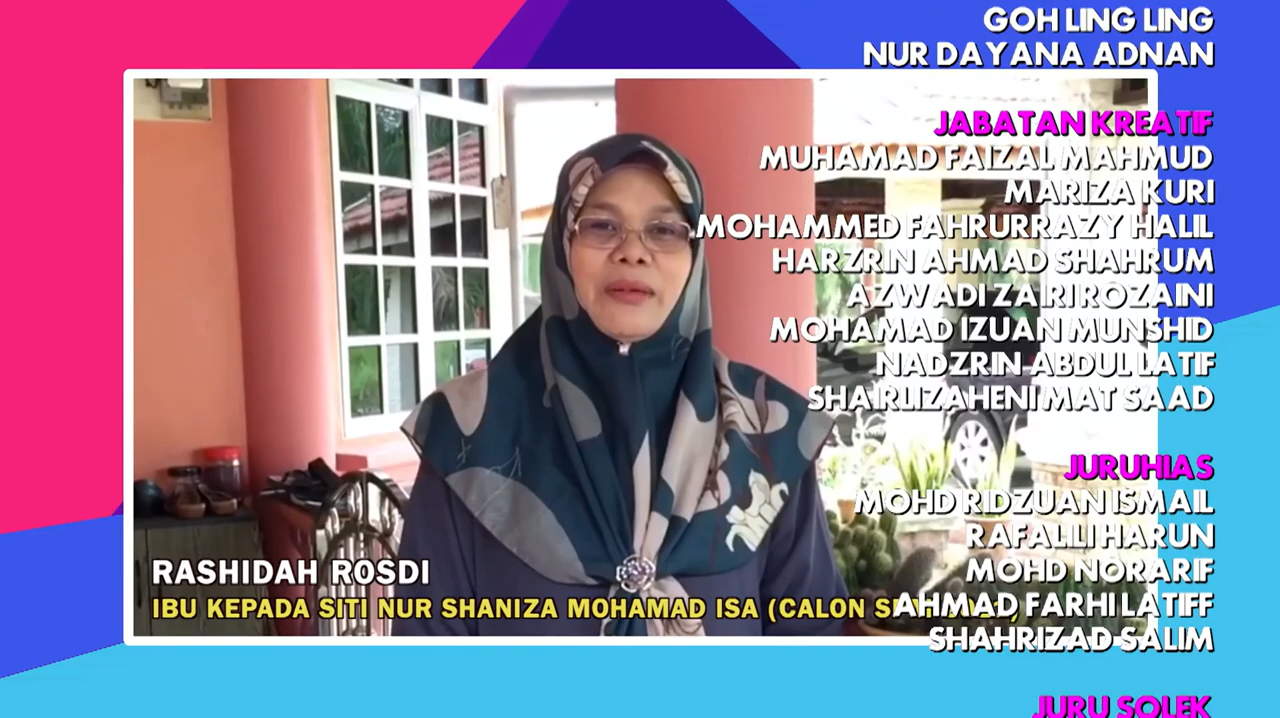 GOH LING LING
NUR DAYANA ADNAN
JABATAN KREATIF
MUHAMAD FAIZAL MAHMUD
MARIZA KURI
MOHAMMED FAHRURRAZY HALIL
HARZRIN AHMAD SHAHRUM
AZWADI ZAIRI ROZAINI
MOHAMAD IZUAN MUNSHID
NADZRIN ABDUL LATIF
SHAIRLIZAHENI MAT SAAD
JURUHIAS
MOHD RIDZUAN ISMAIL
RAFALILI HARUN
MOHD NORARIF
AHMAD FARHI LATIFF
SHAHRIZAD SALIM
JURU SOLEK
RASHIDAH ROSDI
IBU KEPADA SITI NUR SHANIZA MOHAMAD ISA (CALON